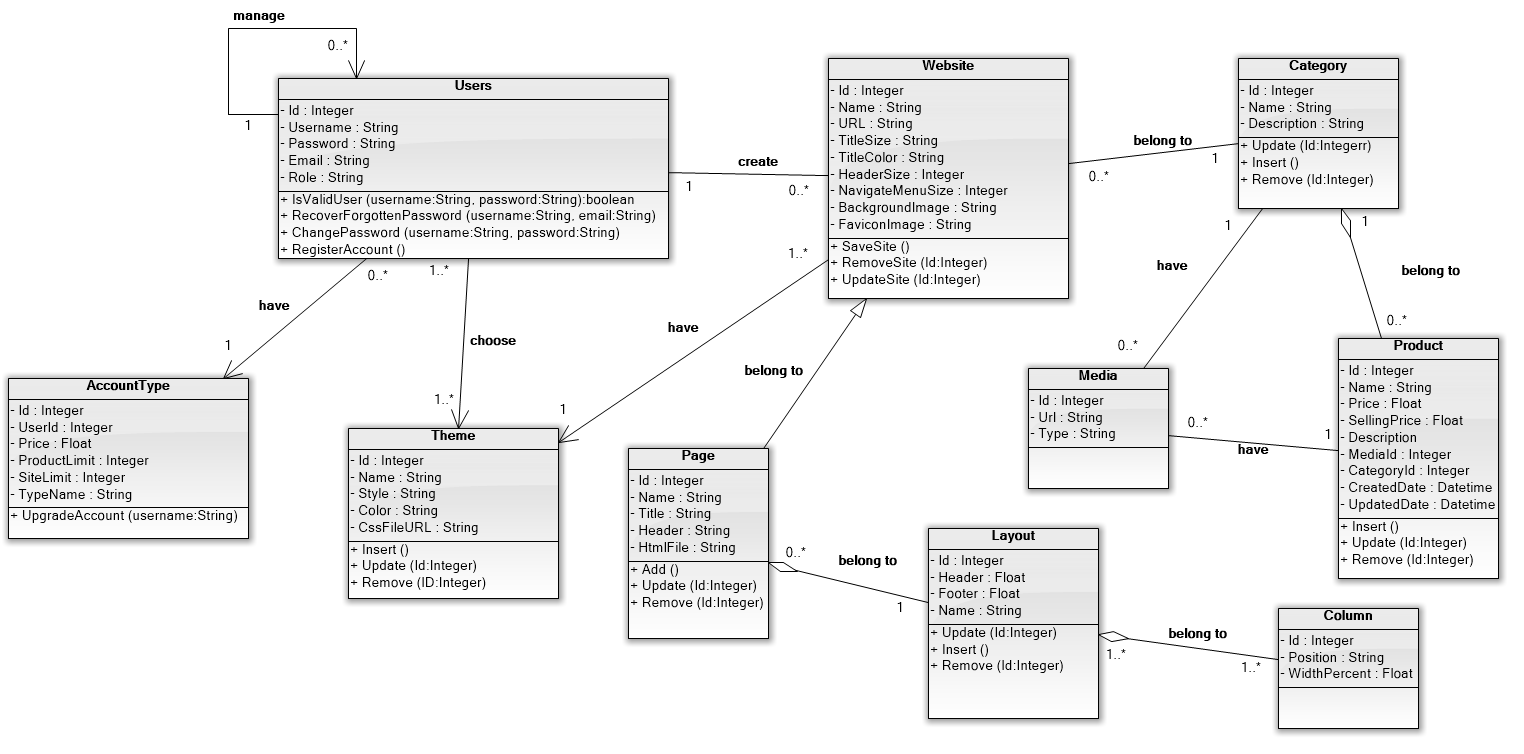 manage
0..*
1
Users
- Id : Integer
- Username : String
- Password : String
- Email : String
- Role : String
+ IsValidUser (username:String, password:String):boolean
+ RecoverForgottenPassword (username:String, email:String)
+ ChangePassword (username:String, password:String)
+ RegisterAccount ()
create
1
0..*
Website
- Id : Integer
- Name : String
- URL : String
- TitleSize : String
- TitleColor : String
- HeaderSize : Integer
- NavigateMenuSize : Integer
- BackgroundImage : String
- FaviconImage : String
+ SaveSite ()
+ RemoveSite (Id:Integer)
+ UpdateSite (Id:Integer)
belong to
0..*
1
Category
- Id : Integer
- Name : String
- Description : String
+ Update (Id:Integerr)
+ Insert ()
+ Remove (Id:Integer)
0..*
have
1
1..*
choose
1..*
1..*
have
1
belong to
1
have
0..*
1
belong to
0..*
AccountType
- Id : Integer
- UserId : Integer
- Price : Float
- ProductLimit : Integer
- SiteLimit : Integer
- TypeName : String
+ UpgradeAccount (username:String)
Theme
- Id : Integer
- Name : String
- Style : String
- Color : String
- CssFileURL : String
+ Insert ()
+ Update (Id:Integer)
+ Remove (ID:Integer)
Page
- Id : Integer
- Name : String
- Title : String
- Header : String
- HtmlFile : String
+ Add ()
+ Update (Id:Integer)
+ Remove (Id:Integer)
Media
- Id : Integer
- Url : String
- Type : String
0..*
have
1
Product
- Id : Integer
- Name : String
- Price : Float
- SellingPrice : Float
- Description
- MediaId : Integer
- CategoryId : Integer
- CreatedDate : Datetime
- UpdatedDate : Datetime
+ Insert ()
+ Update (Id:Integer)
+ Remove (Id:Integer)
0..*
belong to
1
Layout
- Id : Integer
- Header : Float
- Footer : Float
- Name : String
+ Update (Id:Integer)
+ Insert ()
+ Remove (Id:Integer)
belong to
1..*
1..*
Column
- Id : Integer
- Position : String
- WidthPercent : Float